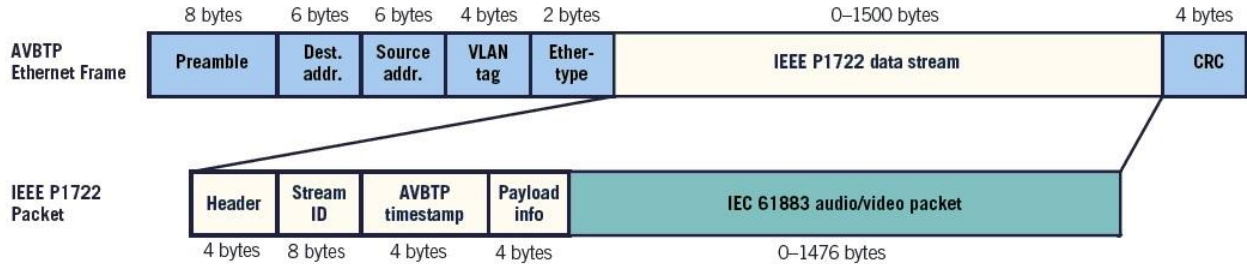 8 bytes 6 bytes 6 bytes 4 bytes 2 bytes 0–1500 bytes 4 bytes
AVBTP
Ethernet Frame
Preamble
Dest.
addr.
Source
addr.
VLAN
tag
Ether-
type
IEEE P1722 data stream
CRC
IEEE P1722
Packet
Header
Stream
ID
AVBTP
timestamp
Payload
info
IEC 61883 audio/video packet
4 bytes 8 bytes 4 bytes 4 bytes 0–1476 bytes